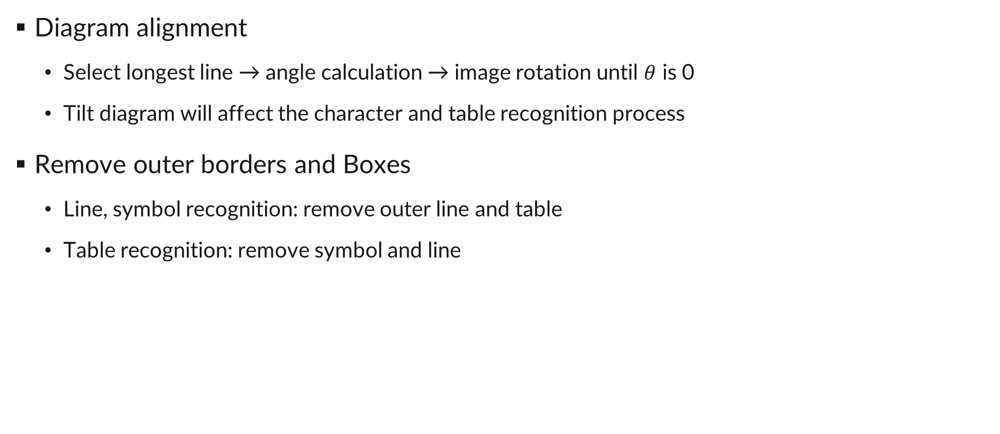 ▪ Diagram alignment
• Select longest line → angle calculation → image rotation until θ is 0
• Tilt diagram will affect the character and table recognition process
▪ Remove outer borders and Boxes
• Line, symbol recognition: remove outer line and table
• Table recognition: remove symbol and line